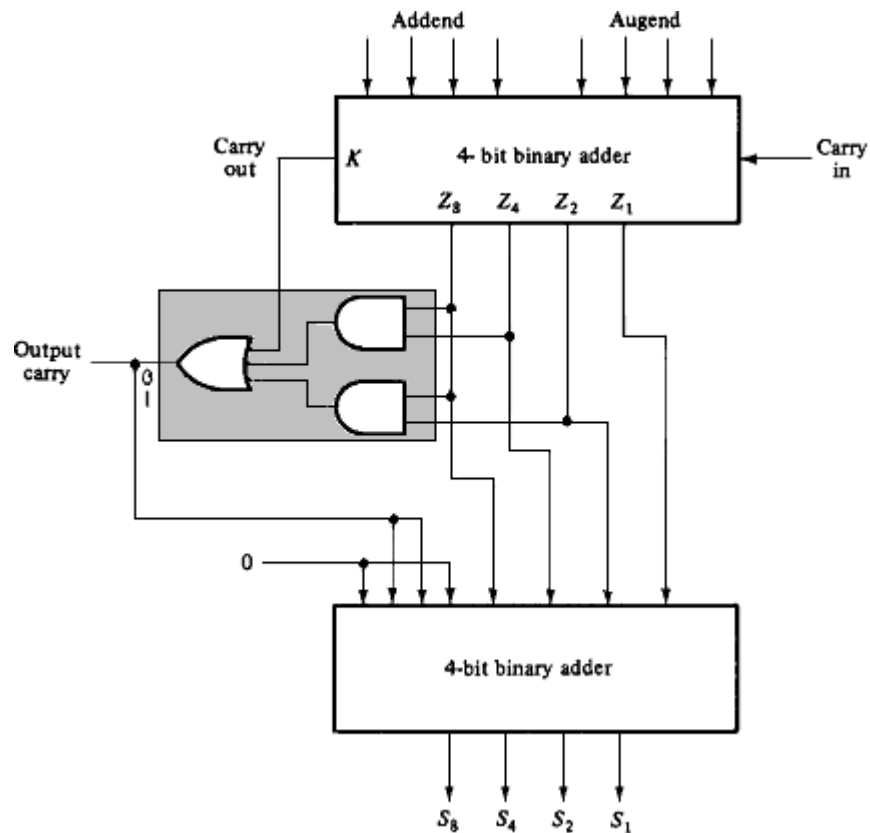 Addend Augend
Carry out
K
4- bit binary adder
Carry in
Z₈ Z₄ Z₂ Z₁
Output carry
0
1
0
4-bit binary adder
S₈ S₄ S₂ S₁